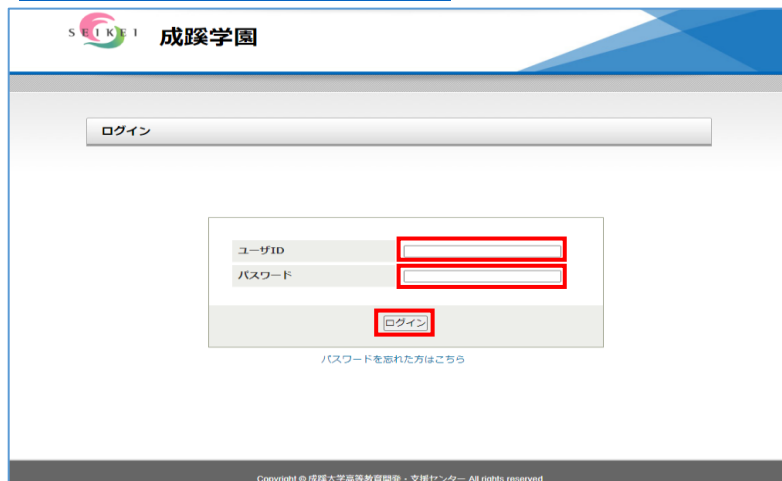 SEIKEI 成蹊学園
ログイン
ユーザID
パスワード
ログイン
パスワードを忘れた方はこちら
Copyright © 成蹊大学高等教育開発・支援センター All rights reserved